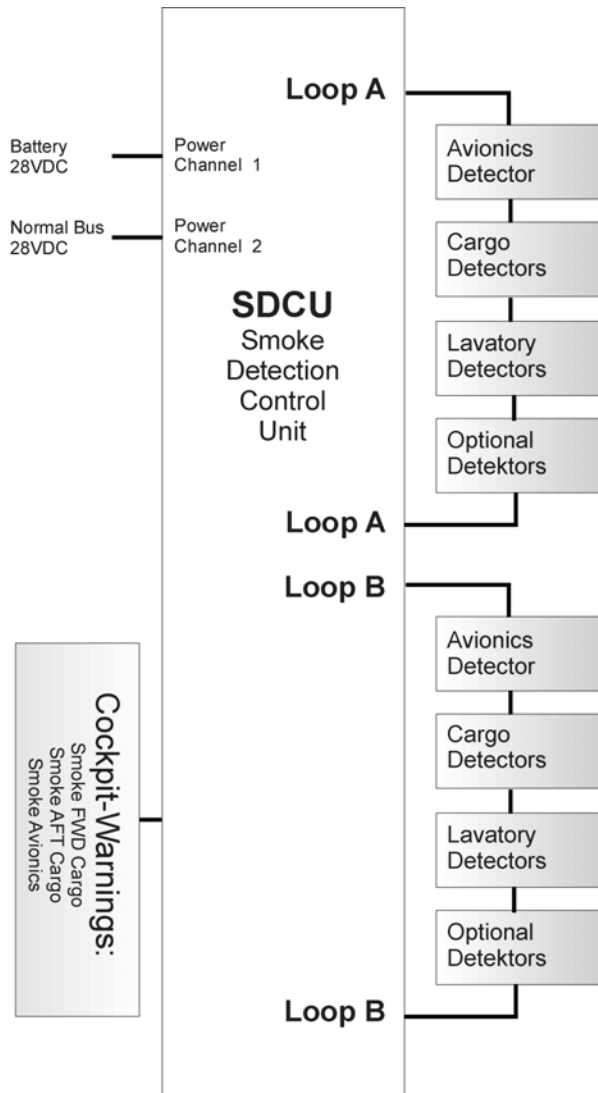 Loop A
Battery
28VDC
Power
Channel 1
Normal Bus
28VDC
Power
Channel 2
SDCU
Smoke
Detection
Control
Unit
Avionics
Detector
Cargo
Detectors
Lavatory
Detectors
Optional
Detektors
Loop A
Loop B
Avionics
Detector
Cargo
Detectors
Lavatory
Detectors
Optional
Detektors
Loop B
Cockpit-Warnings:
Smoke FWD Cargo
Smoke AFT Cargo
Smoke Avionics